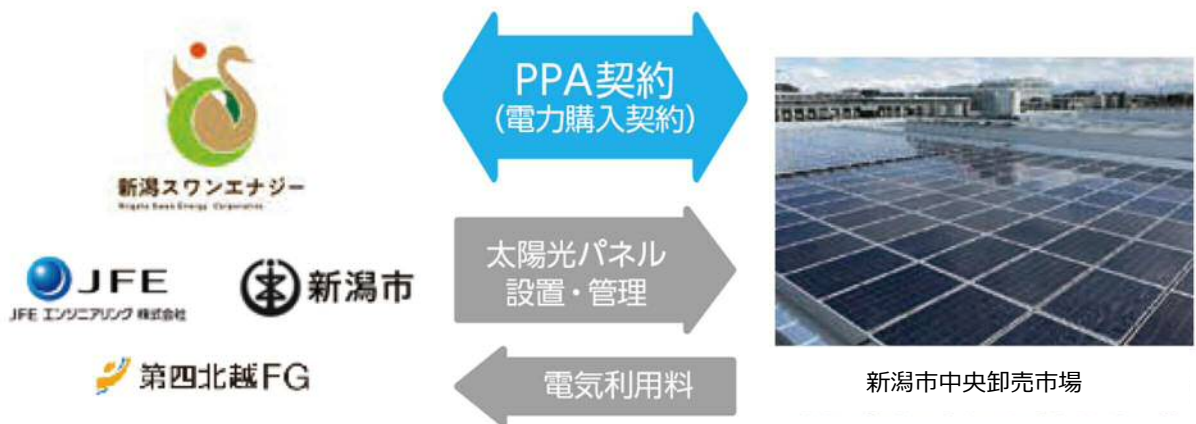 新潟スワンエナジー
Niigata Swan Energy Corporation
JFE
JFE エンジニアリング 株式会社
新潟市
第四北越FG
PPA契約
(電力購入契約)
太陽光パネル
設置・管理
電気利用料
新潟市中央卸売市場